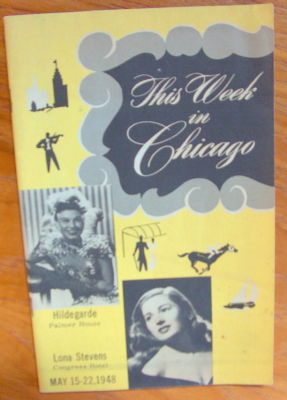 This Week
in
Chicago
Hildegarde
Palmer House
Lona Stevens
Congress Hotel
MAY 15-22, 1948